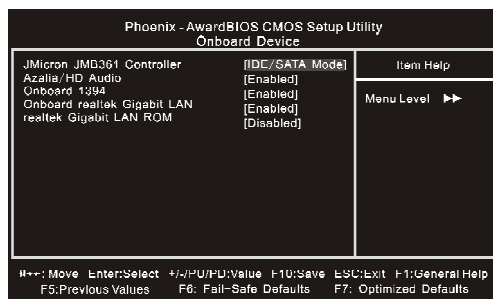 Phoenix - AwardBIOS CMOS Setup Utility
Onboard Device
JMicron JMB361 Controller [IDE/SATA Mode]
Azalia/HD Audio [Enabled]
Onboard 1394 [Enabled]
Onboard realtek Gigabit LAN [Enabled]
realtek Gigabit LAN ROM [Disabled]
Item Help
Menu Level ▶▶
: Move Enter:Select +/-/PU/PD:Value F10:Save ESC:Exit F1:General Help
F5:Previous Values F6: Fail-Safe Defaults F7: Optimized Defaults